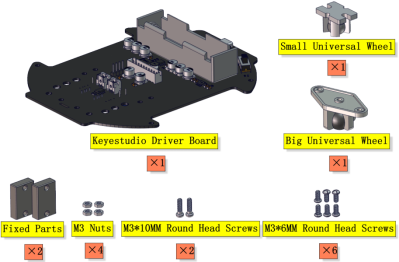 Small Universal Wheel
×1
Keyestudio Driver Board
×1
Big Universal Wheel
×1
Fixed Parts
×2
M3 Nuts
×4
M3*10MM Round Head Screws
×2
M3*6MM Round Head Screws
×6